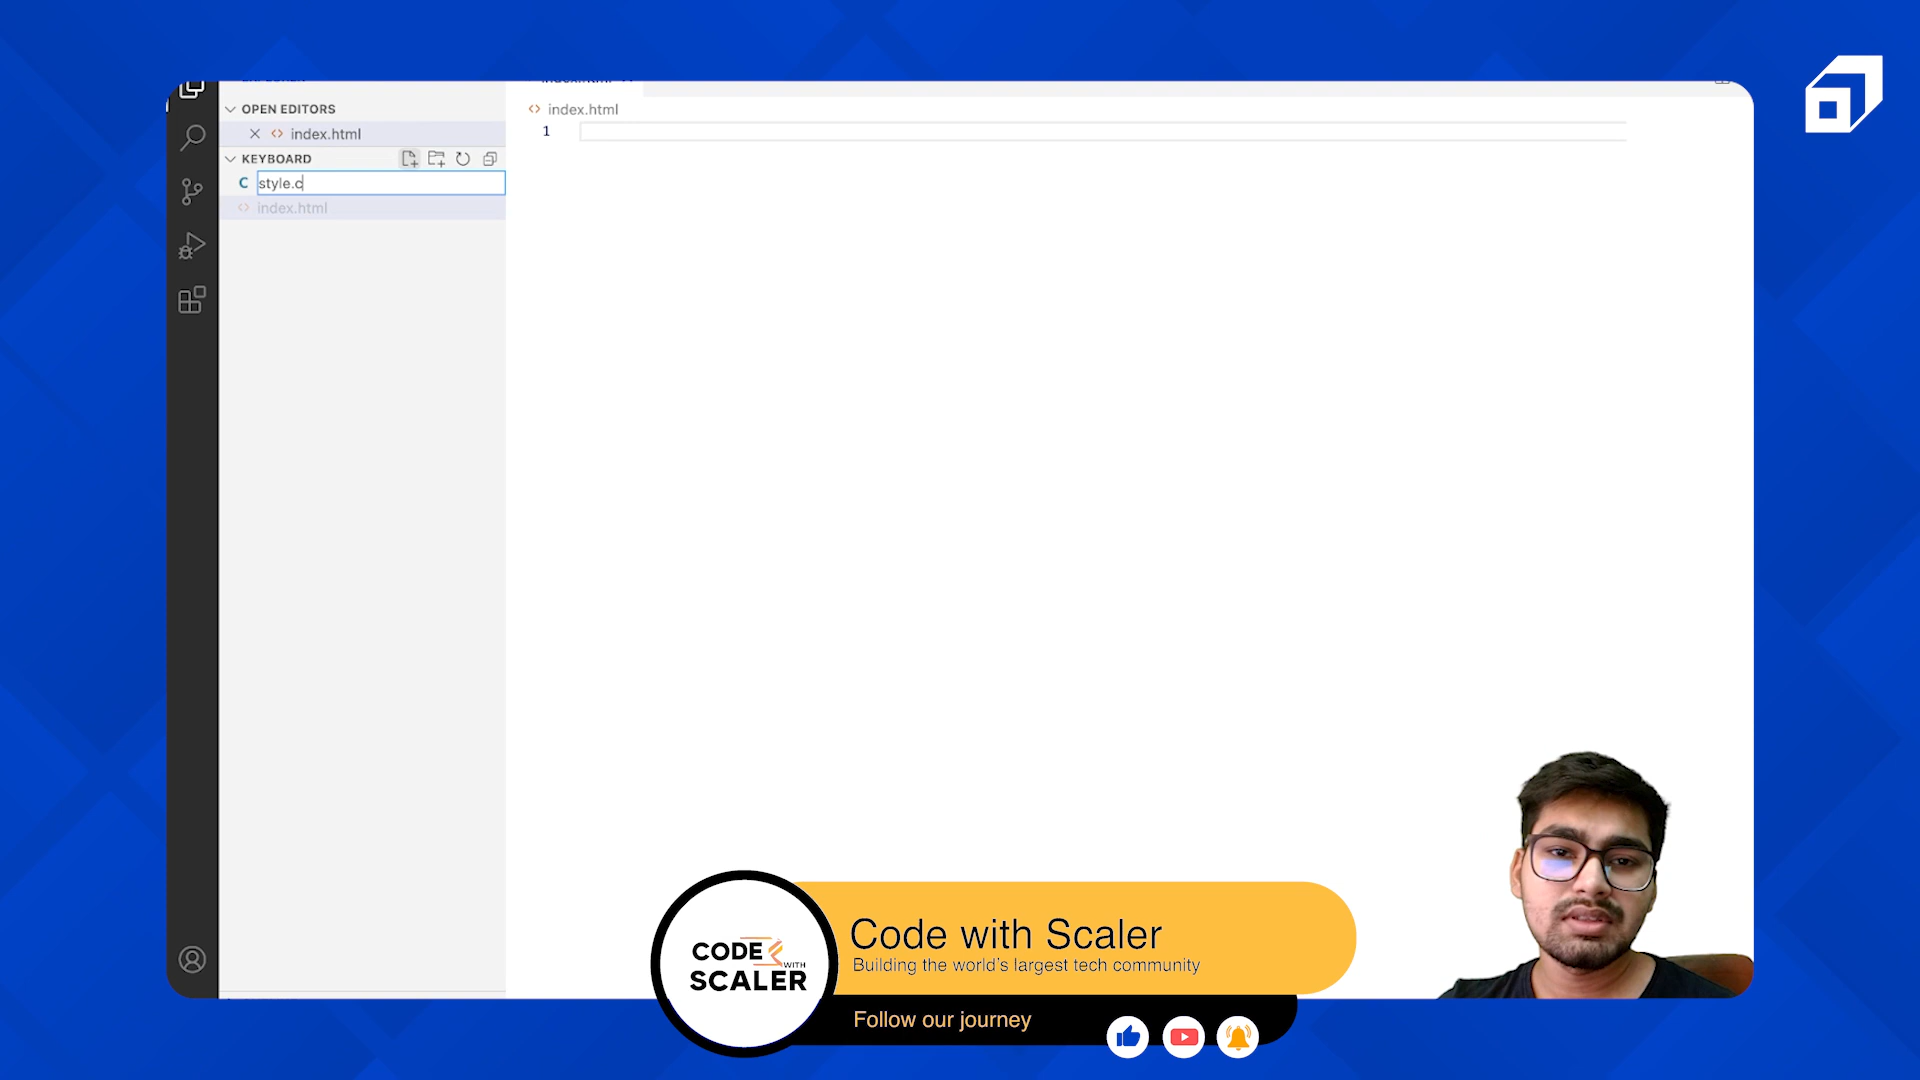 OPEN EDITORS
index.html
KEYBOARD
C style.c
index.html
index.html
1
CODE WITH
SCALER
Code with Scaler
Building the world's largest tech community
Follow our journey